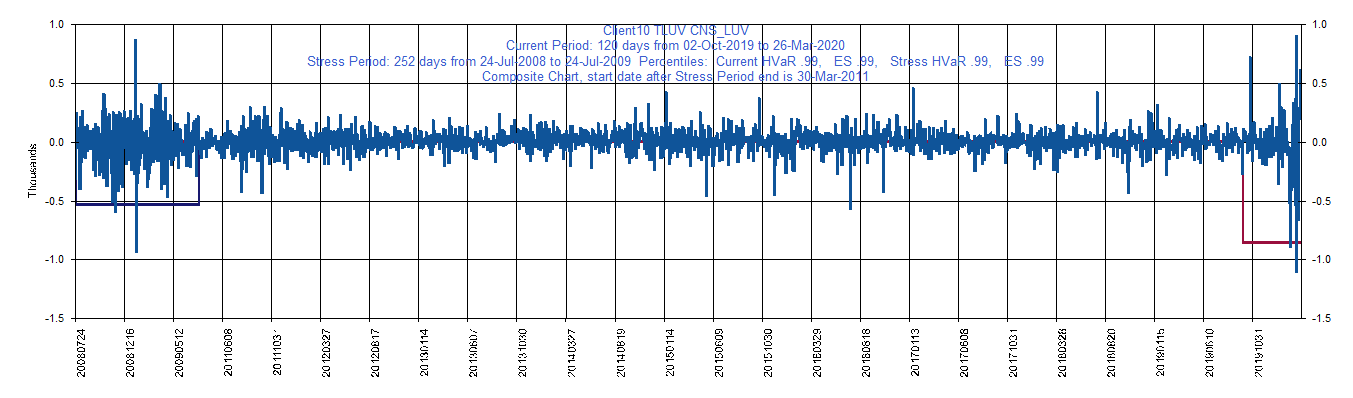 Client10 TLUV CNS_LUV
Current Period: 120 days from 02-Oct-2019 to 26-Mar-2020
Stress Period: 252 days from 24-Jul-2008 to 24-Jul-2009 Percentiles: Current HVaR .99, ES .99, Stress HVaR .99, ES .99
Composite Chart, start date after Stress Period end is 30-Mar-2011
1.0 1.0
0.5 0.5
0.0 0.0
-0.5 -0.5
-1.0 -1.0
-1.5 -1.5
Thousands
20080724 20081216 20090512 20110608 20111031 20120327 20120817 20130114 20130607 20131030 20140327 20140819 20150114 20150609 20151030 20160329 20160818 20170113 20170608 20171031 20180328 20180820 20190115 20190610 20191031